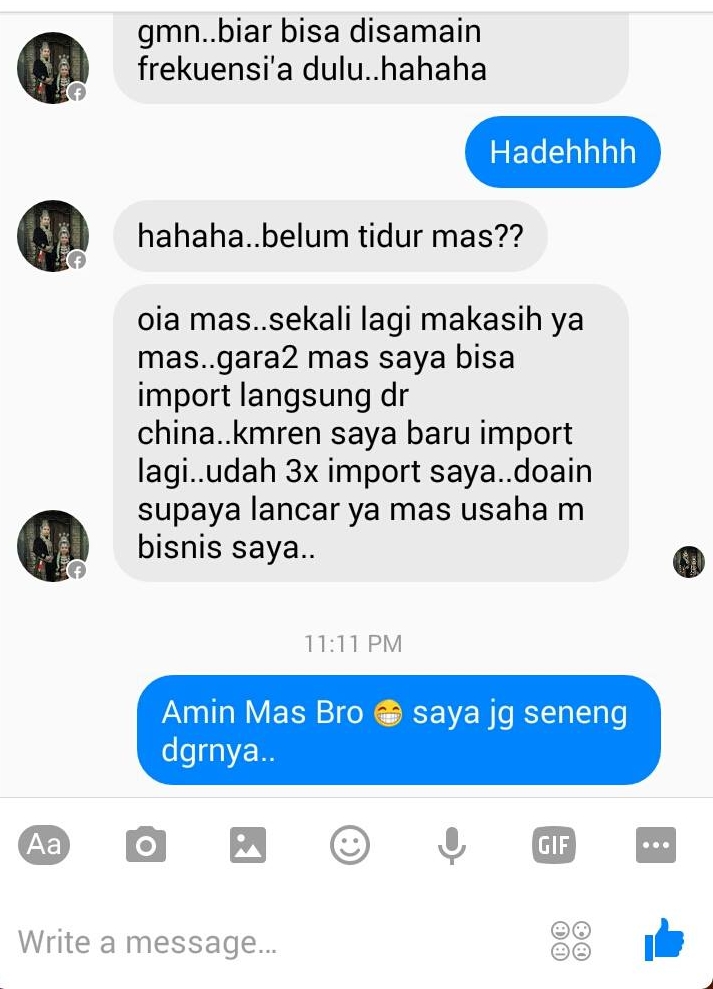 gmn..biar bisa disamain
frekuensi'a dulu..hahaha
Hadehhhh
hahaha..belum tidur mas??
oia mas..sekali lagi makasih ya
mas..gara2 mas saya bisa
import langsung dr
china..kmren saya baru import
lagi..udah 3x import saya..doain
supaya lancar ya mas usaha m
bisnis saya..
11:11 PM
Amin Mas Bro 😁 saya jg seneng
dgrnya..
Aa
GIF
Write a message...